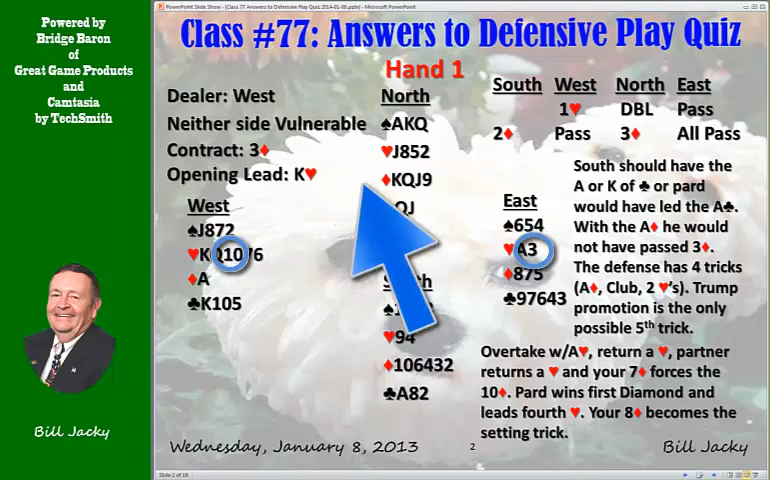 PowerPoint Slide Show - [Class 77 Answers to Defensive Play Quiz.2014-01-08.pptx] - Microsoft PowerPoint
Powered by
Bridge Baron
of
Great Game Products
and
Camtasia
by TechSmith
Bill Jacky
Class #77: Answers to Defensive Play Quiz
Hand 1
Dealer: West
Neither side Vulnerable
Contract: 3♦
Opening Lead: K♥
North
♠AKQ
♥J852
♦KQJ9
QJ
South West North East
1♥ DBL Pass
2♦ Pass 3♦ All Pass
West
♠J872
♥KQ1076
♦A
♣K105
East
♠654
♥A3
♦875
♣97643
♥94
♦106432
♣A82
South should have the
A or K of ♣ or pard
would have led the A♣.
With the A♦ he would
not have passed 3♦.
The defense has 4 tricks
(A♦, Club, 2 ♥'s). Trump
promotion is the only
possible 5th trick.
Overtake w/A♥, return a ♥, partner
returns a ♥ and your 7♦ forces the
10♦. Pard wins first Diamond and
leads fourth ♥. Your 8♦ becomes the
setting trick.
Wednesday, January 8, 2013
2
Bill Jacky
Slide 2 of 19